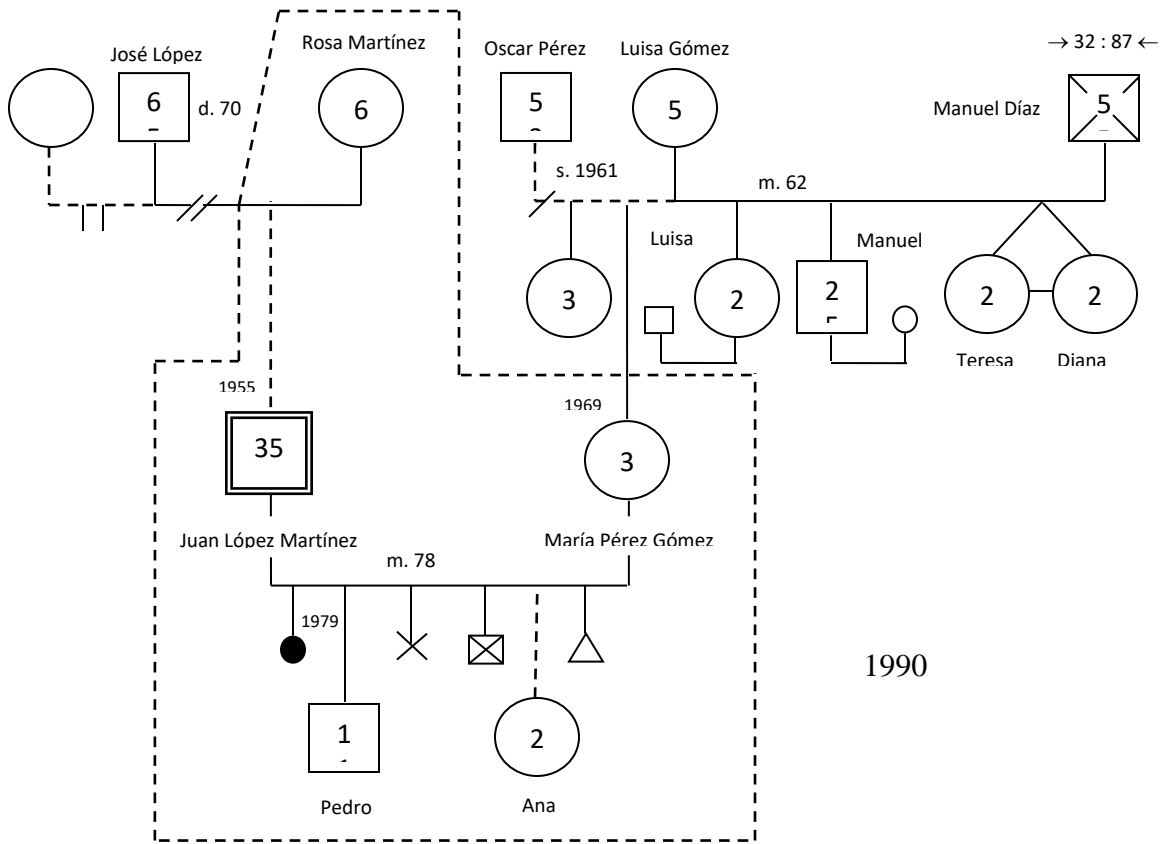 José López
Rosa Martínez
Oscar Pérez
Luisa Gómez
→ 32 : 87 ←
6
d. 70
6
5
5
Manuel Díaz
5
s. 1961
m. 62
Luisa
Manuel
3
2
2
2
2
Teresa
Diana
1955
1969
35
3
Juan López Martínez
María Pérez Gómez
m. 78
1979
1990
1
2
Pedro
Ana